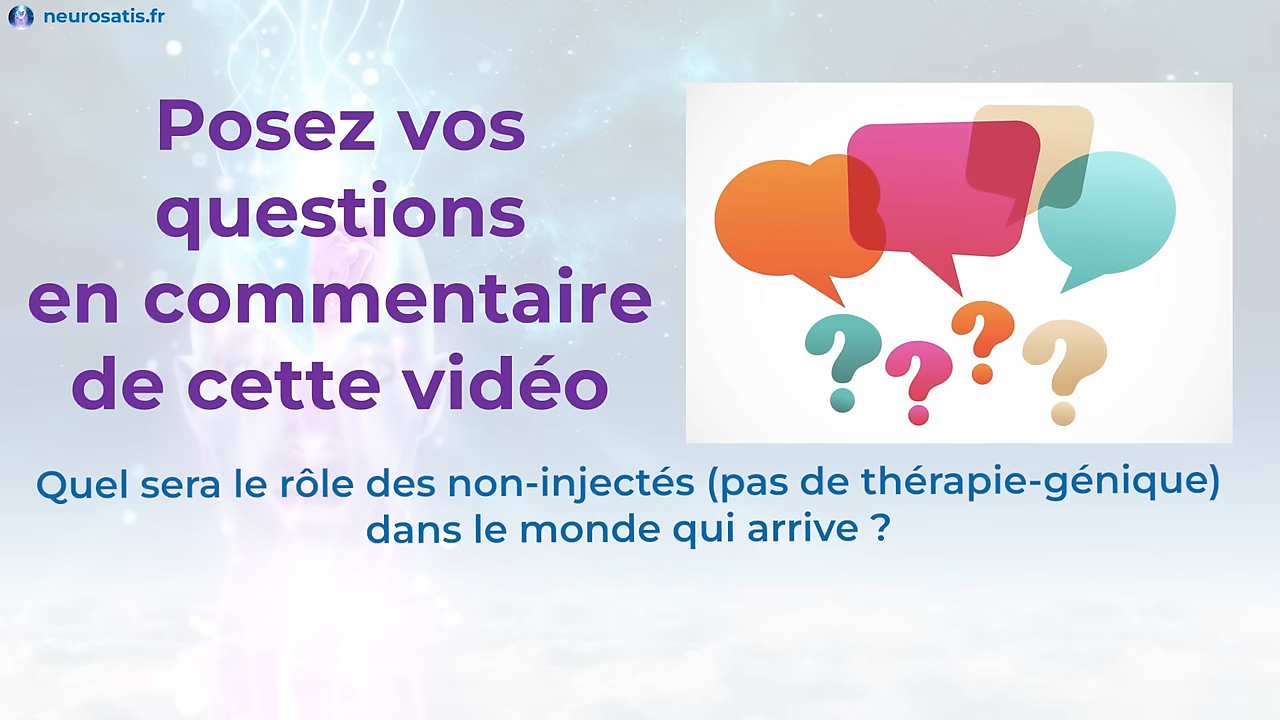 neurosatis.fr
Posez vos
questions
en commentaire
de cette vidéo
Quel sera le rôle des non-injectés (pas de thérapie-génique)
dans le monde qui arrive ?